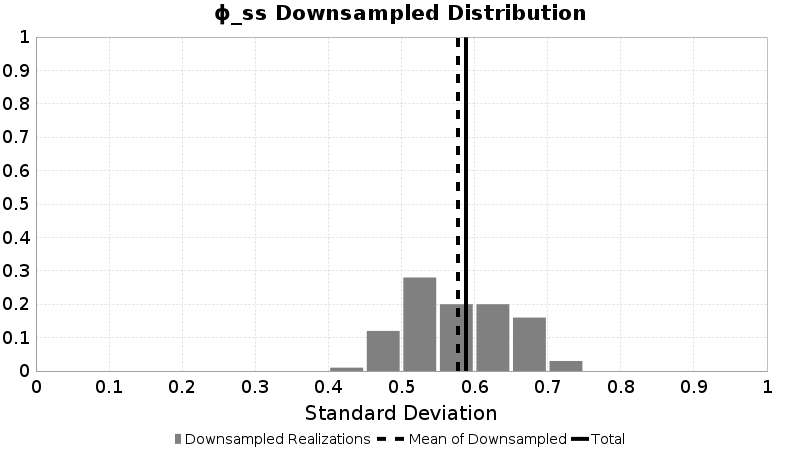 ϕ_ss Downsampled Distribution
1
0.9
0.8
0.7
0.6
0.5
0.4
0.3
0.2
0.1
0
0 0.1 0.2 0.3 0.4 0.5 0.6 0.7 0.8 0.9 1
Standard Deviation
Downsampled Realizations Mean of Downsampled Total